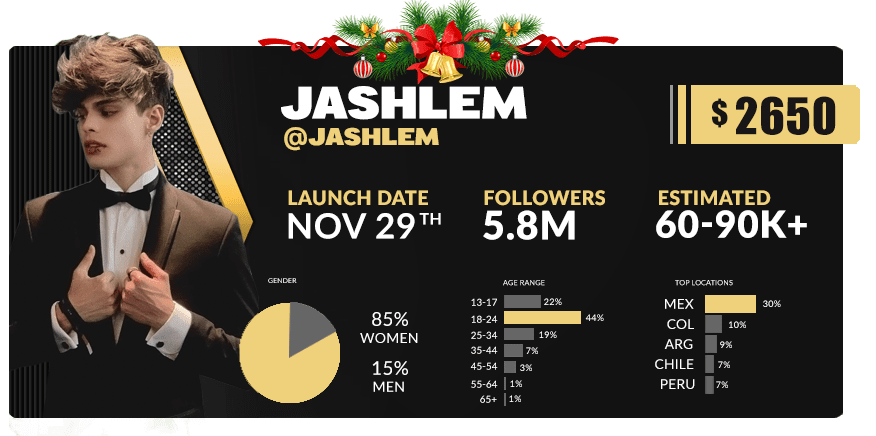 JASHLEM
@JASHLEM
$ 2650
LAUNCH DATE
NOV 29TH
FOLLOWERS
5.8M
ESTIMATED
60-90K+
GENDER
85%
WOMEN
15%
MEN
AGE RANGE
13-17 22%
18-24 44%
25-34 19%
35-44 7%
45-54 3%
55-64 1%
65+ 1%
TOP LOCATIONS
MEX 30%
COL 10%
ARG 9%
CHILE 7%
PERU 7%